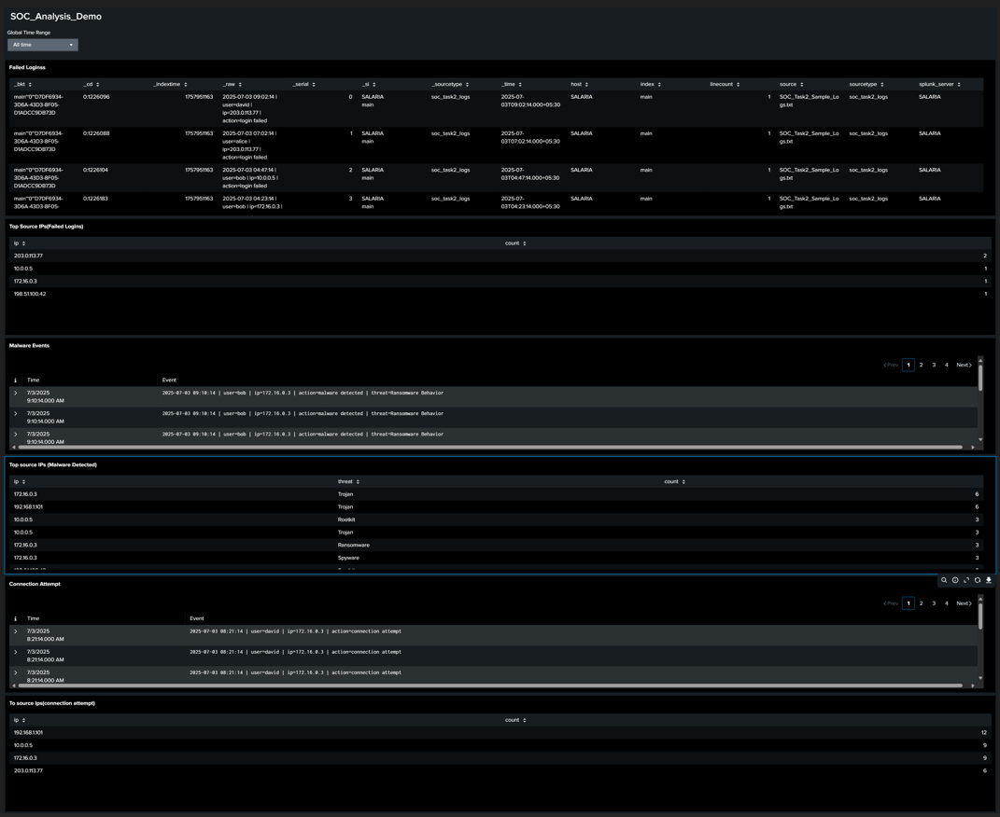 SOC_Analysis_Demo
Global Time Range
All time
Failed Loginss
_bkt _cd _indextime _raw _serial _si _sourcetype _time host index linecount source sourcetype splunk_server
main~0~D7DF6934- 0:1226096 1757951163 2025-07-03 09:02:14 | 0 SALARIA soc_task2_logs 2025-07- SALARIA main 1 SOC_Task2_Sample_Lo soc_task2_logs SALARIA
3D6A-43D3-8F05- user=david | main 03T09:02:14.000+05:30 gs.txt
D1ADCC9DB73D ip=203.0.113.77 |
action=login failed
main~0~D7DF6934- 0:1226088 1757951163 2025-07-03 07:02:14 | 1 SALARIA soc_task2_logs 2025-07- SALARIA main 1 SOC_Task2_Sample_Lo soc_task2_logs SALARIA
3D6A-43D3-8F05- user=alice | main 03T07:02:14.000+05:30 gs.txt
D1ADCC9DB73D ip=203.0.113.77 |
action=login failed
main~0~D7DF6934- 0:1226104 1757951163 2025-07-03 04:47:14 | 2 SALARIA soc_task2_logs 2025-07- SALARIA main 1 SOC_Task2_Sample_Lo soc_task2_logs SALARIA
3D6A-43D3-8F05- user=bob | ip=10.0.0.5 | main 03T04:47:14.000+05:30 gs.txt
D1ADCC9DB73D action=login failed
main~0~D7DF6934- 0:1226183 1757951163 2025-07-03 04:23:14 | 3 SALARIA soc_task2_logs 2025-07- SALARIA main 1 SOC_Task2_Sample_Lo soc_task2_logs SALARIA
3D6A-43D3-8F05- user=bob | ip=172.16.0.3 | main 03T04:23:14.000+05:30 gs.txt
Top Source IPs(Failed Logins)
ip count
203.0.113.77 2
10.0.0.5 1
172.16.0.3 1
198.51.100.42 1
Malware Events
Prev 1 2 3 4 Next
i Time Event
7/3/2025 2025-07-03 09:10:14 | user=bob | ip=172.16.0.3 | action=malware detected | threat=Ransomware Behavior
9:10:14.000 AM
7/3/2025 2025-07-03 09:10:14 | user=bob | ip=172.16.0.3 | action=malware detected | threat=Ransomware Behavior
9:10:14.000 AM
7/3/2025 2025-07-03 09:10:14 | user=bob | ip=172.16.0.3 | action=malware detected | threat=Ransomware Behavior
9:10:14.000 AM
Top source IPs (Malware Detected)
ip threat count
172.16.0.3 Trojan 6
192.168.1.101 Trojan 6
10.0.0.5 Rootkit 3
10.0.0.5 Trojan 3
172.16.0.3 Ransomware 3
172.16.0.3 Spyware 3
Connection Attempt
Prev 1 2 3 4 Next
i Time Event
7/3/2025 2025-07-03 08:21:14 | user=david | ip=172.16.0.3 | action=connection attempt
8:21:14.000 AM
7/3/2025 2025-07-03 08:21:14 | user=david | ip=172.16.0.3 | action=connection attempt
8:21:14.000 AM
7/3/2025 2025-07-03 08:21:14 | user=david | ip=172.16.0.3 | action=connection attempt
8:21:14.000 AM
To source Ips(connection attempt)
ip count
192.168.1.101 12
10.0.0.5 9
172.16.0.3 9
203.0.113.77 6